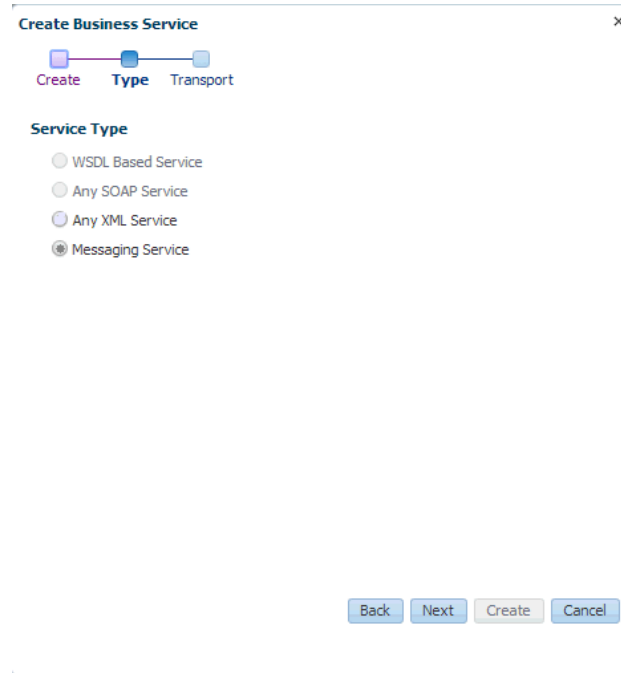 Create Business Service
Create Type Transport
Service Type
WSDL Based Service
Any SOAP Service
Any XML Service
Messaging Service
Back Next Create Cancel